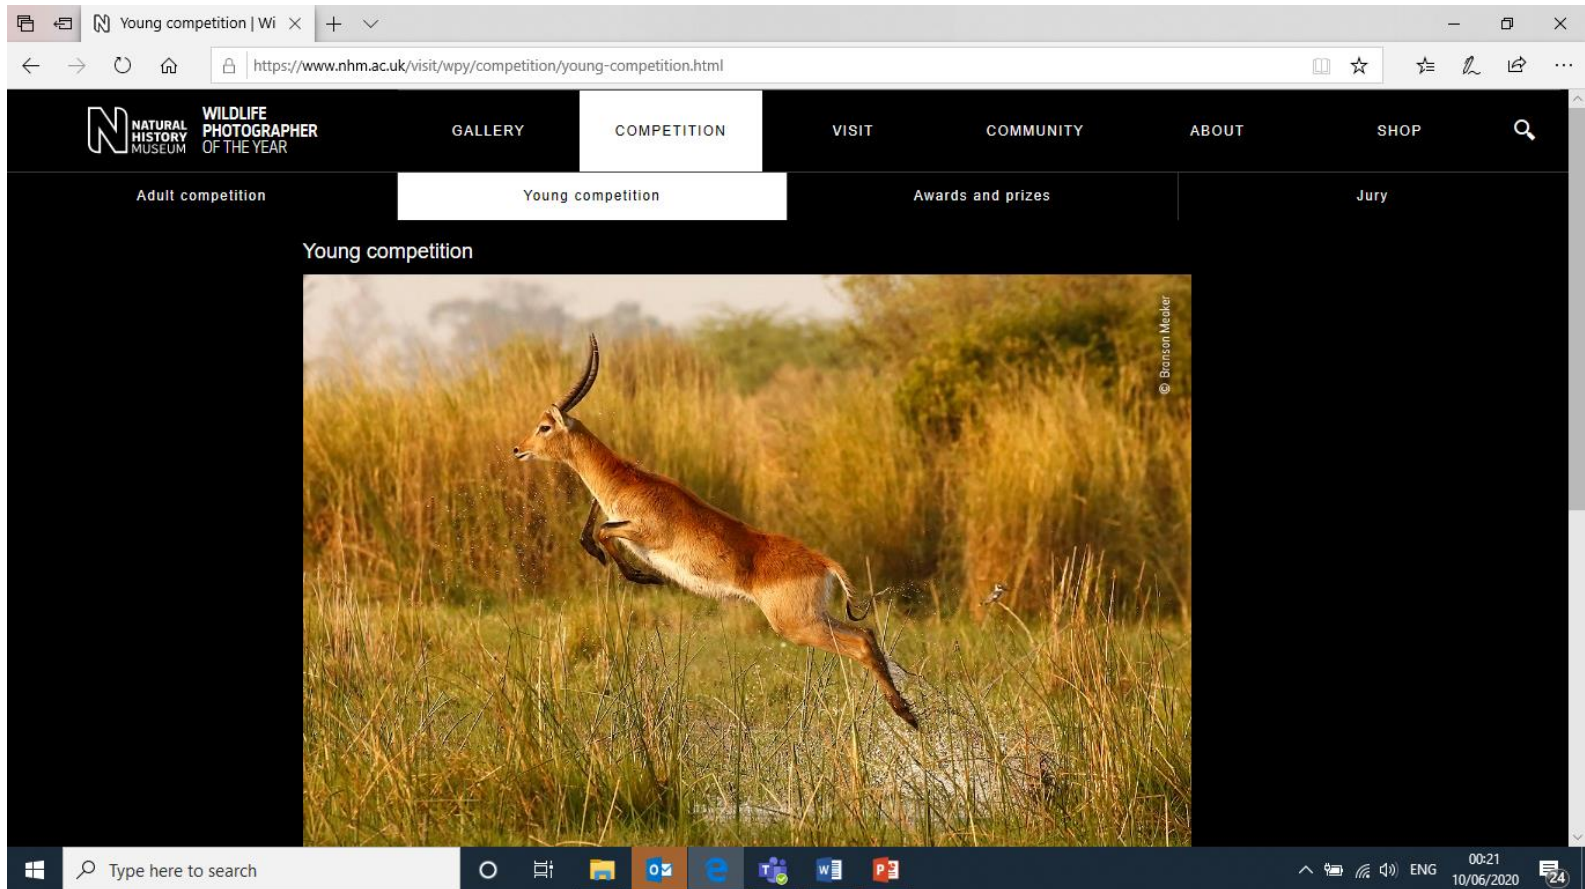 Young competition | Wi
https://www.nhm.ac.uk/visit/wpy/competition/young-competition.html
NATURAL
HISTORY
MUSEUM
WILDLIFE
PHOTOGRAPHER
OF THE YEAR
GALLERY COMPETITION VISIT COMMUNITY ABOUT SHOP
Adult competition Young competition Awards and prizes Jury
Young competition
© Branson Meaker
Type here to search
ENG
00:21
10/06/2020
24